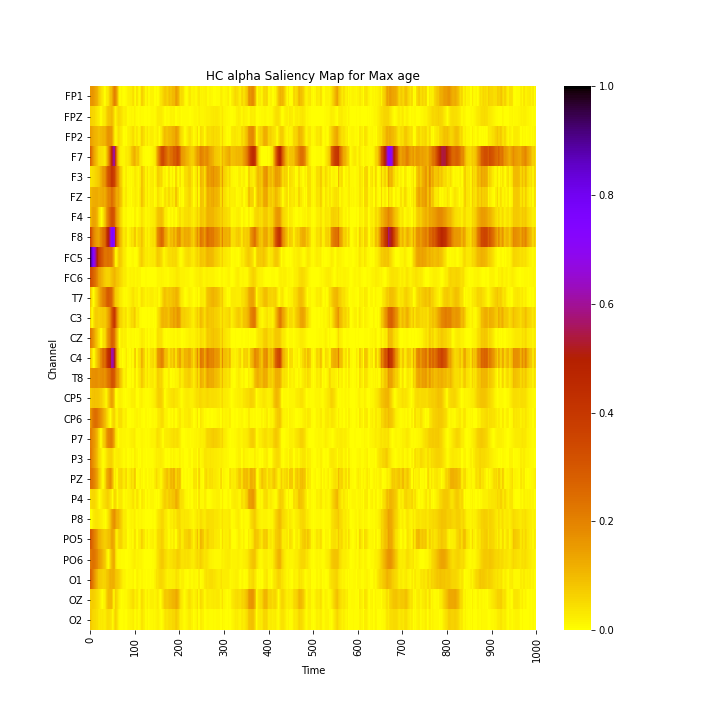 HC alpha Saliency Map for Max age
Channel
FP1
FPZ
FP2
F7
F3
FZ
F4
F8
FC5
FC6
T7
C3
CZ
C4
T8
CP5
CP6
P7
P3
PZ
P4
P8
PO5
PO6
O1
OZ
O2
0
100
200
300
400
500
600
700
800
900
1000
Time
1.0
0.8
0.6
0.4
0.2
0.0